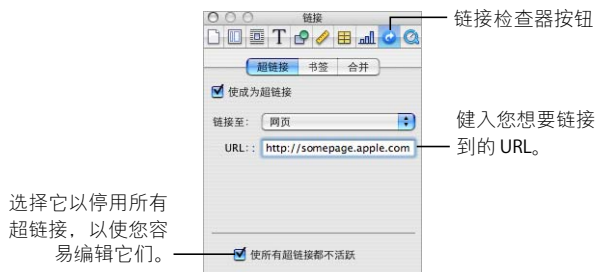 链接
链接检查器按钮
超链接 书签 合并
使成为超链接
链接至: 网页
URL:: http://somepage.apple.com
健入您想要链接
到的 URL。
选择它以停用所有
超链接，以使您容
易编辑它们。
使所有超链接都不活跃